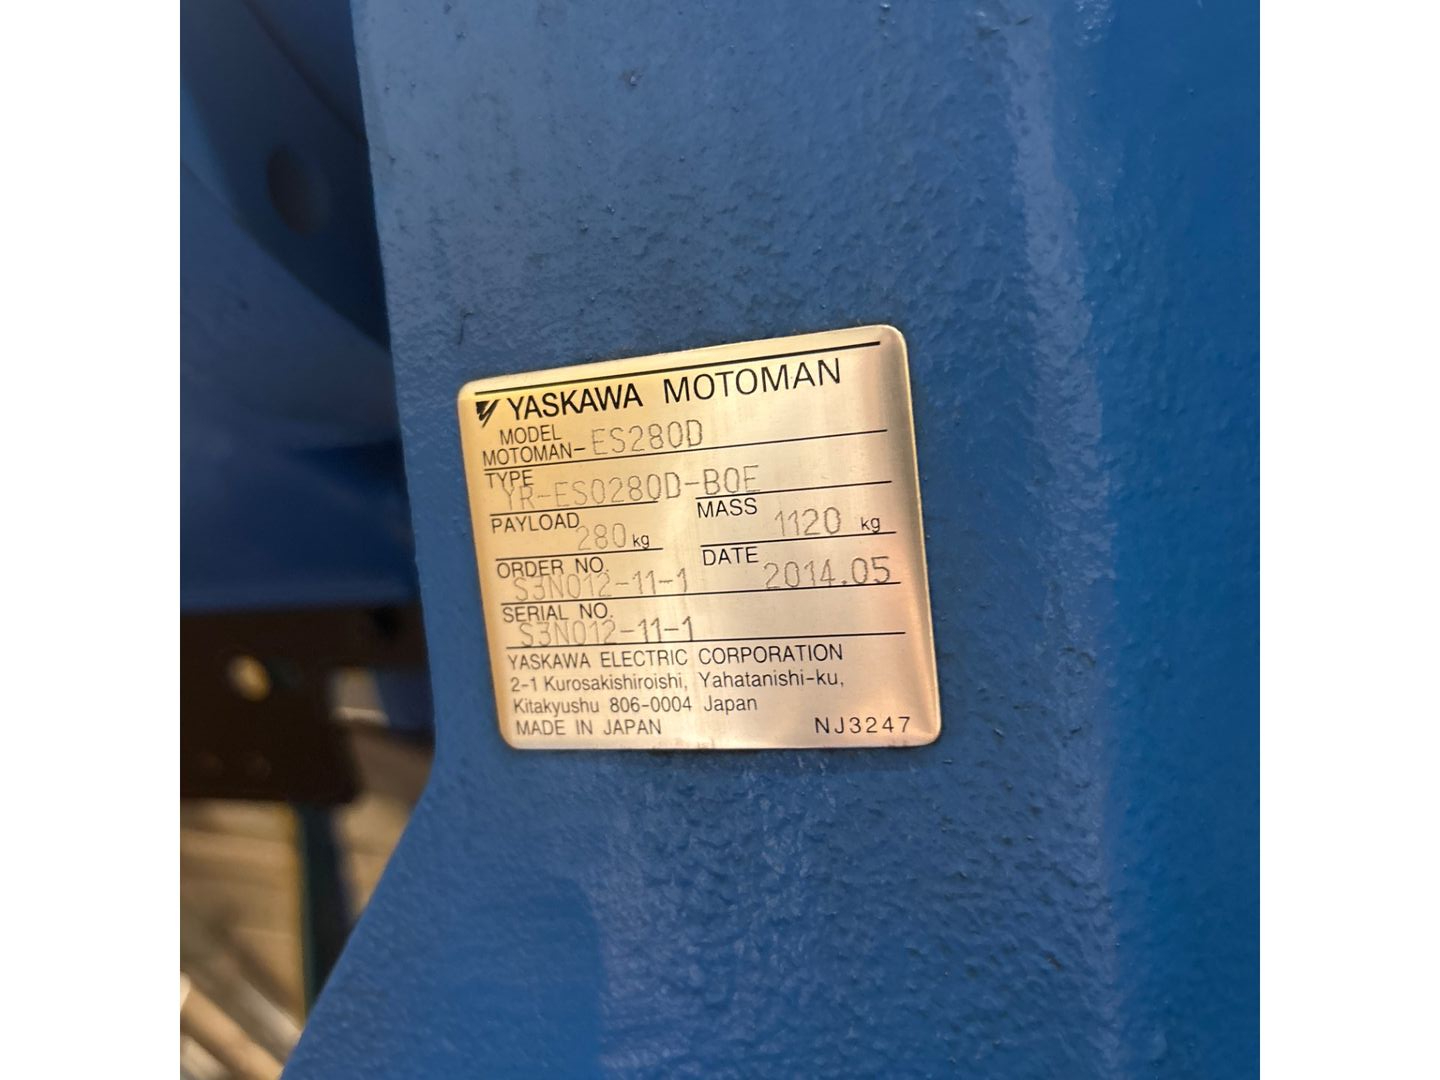 YASKAWA MOTOMAN
MODEL
MOTOMAN-ES280D
TYPE
YR-ES0280D-B0E
PAYLOAD 280 kg
MASS 1120 kg
ORDER NO. S3N012-11-1
DATE 2014.05
SERIAL NO.
S3N012-11-1
YASKAWA ELECTRIC CORPORATION
2-1 Kurosakishiroishi, Yahatanishi-ku,
Kitakyushu 806-0004 Japan
MADE IN JAPAN NJ3247